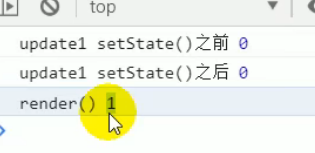 top
update1 setState()之前 0
update1 setState()之后 0
render() 1